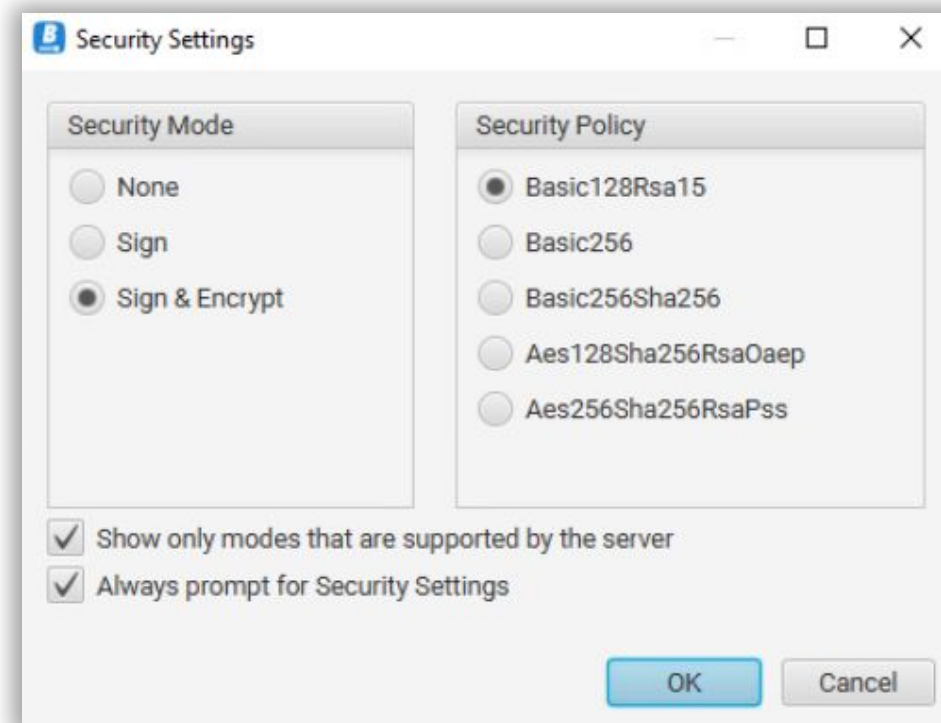 Security Settings
Security Mode
None
Sign
Sign & Encrypt
Security Policy
Basic128Rsa15
Basic256
Basic256Sha256
Aes128Sha256RsaOaep
Aes256Sha256RsaPss
Show only modes that are supported by the server
Always prompt for Security Settings
OK
Cancel